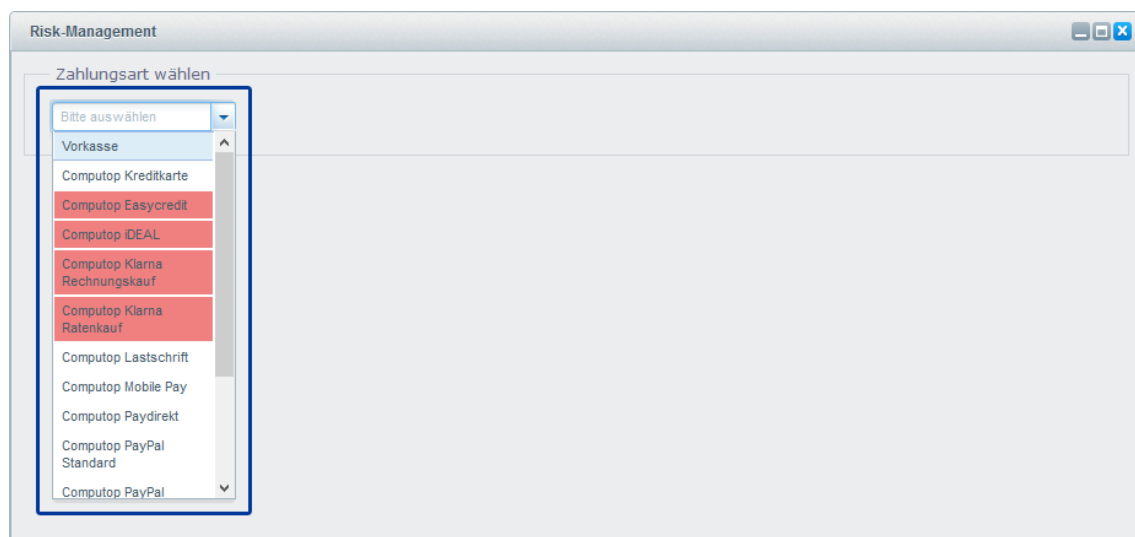 Risk-Management
Zahlungsart wählen
Bitte auswählen
Vorkasse
Computop Kreditkarte
Computop Easycredit
Computop iDEAL
Computop Klarna
Rechnungskauf
Computop Klarna
Ratenkauf
Computop Lastschrift
Computop Mobile Pay
Computop Paydirekt
Computop PayPal
Standard
Computop PayPal